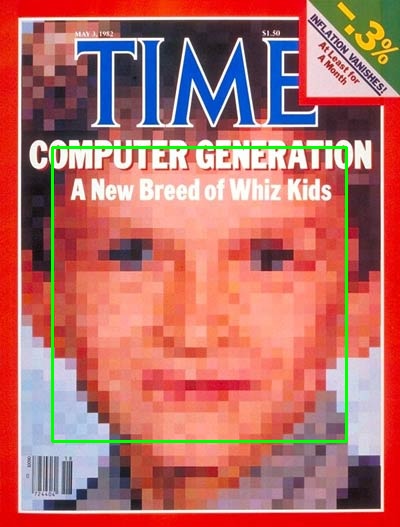 MAY 3, 1982
$1.50
-.3%
INFLATION VANISHES!
At Least for
A Month
TIME
COMPUTER GENERATION
A New Breed of Whiz Kids
724404